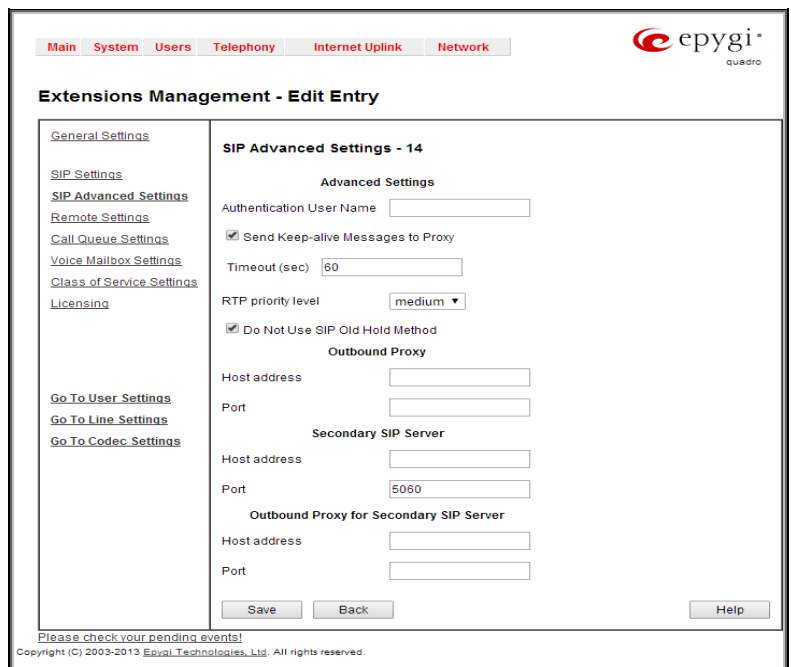 Main System Users Telephony Internet Uplink Network
epygi
quadro
Extensions Management - Edit Entry
General Settings
SIP Settings
SIP Advanced Settings
Remote Settings
Call Queue Settings
Voice Mailbox Settings
Class of Service Settings
Licensing
Go To User Settings
Go To Line Settings
Go To Codec Settings
SIP Advanced Settings - 14
Advanced Settings
Authentication User Name
Send Keep-alive Messages to Proxy
Timeout (sec) 60
RTP priority level medium
Do Not Use SIP Old Hold Method
Outbound Proxy
Host address
Port
Secondary SIP Server
Host address
Port 5060
Outbound Proxy for Secondary SIP Server
Host address
Port
Save Back Help
Please check your pending events!
Copyright (C) 2003-2013 Epygi Technologies, Ltd. All rights reserved.